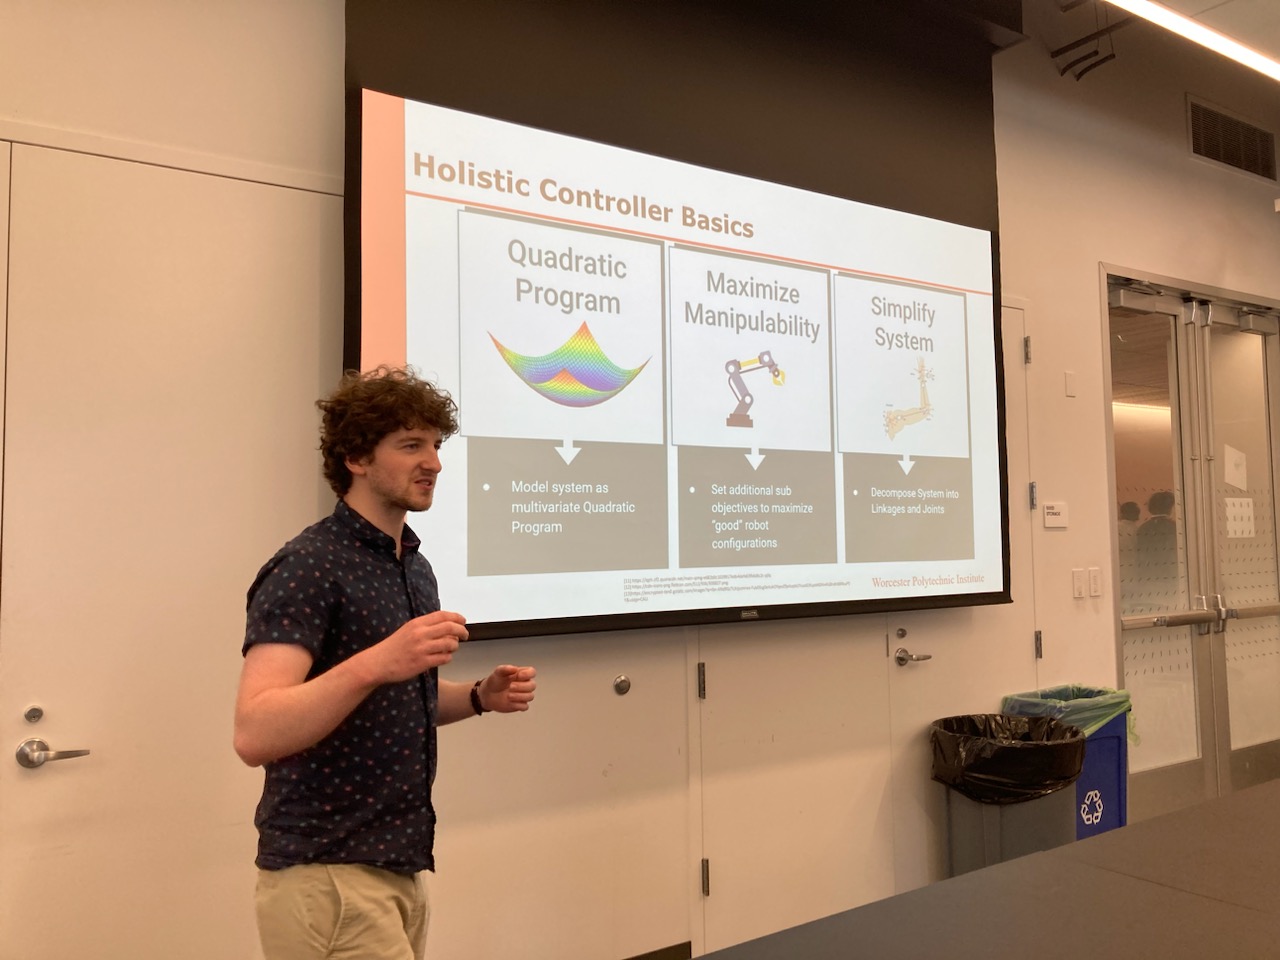 Holistic Controller Basics
Quadratic
Program
Maximize
Manipulability
Simplify
System
Model system as
multivariate Quadratic
Program
Set additional sub
objectives to maximize
"good" robot
configurations
Decompose System into
Linkages and Joints
Worcester Polytechnic Institute